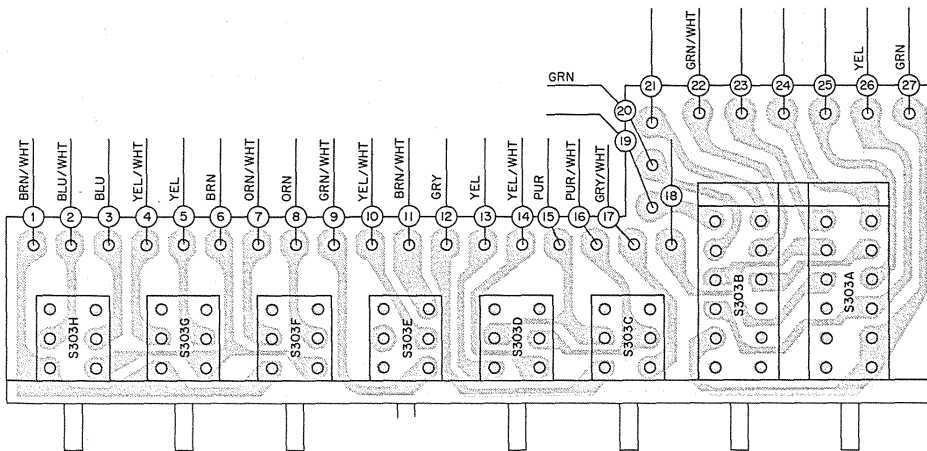 GRN/WHT
YEL
GRN
GRN
21
22
23
24
25
26
27
20
19
18
BRN/WHT
BLU/WHT
BLU
YEL/WHT
YEL
BRN
ORN/WHT
ORN
GRN/WHT
YEL/WHT
BRN/WHT
GRY
YEL
YEL/WHT
PUR
PUR/WHT
GRY/WHT
1
2
3
4
5
6
7
8
9
10
11
12
13
14
15
16
17
S303H
S303G
S303F
S303E
S303D
S303C
S303B
S303A